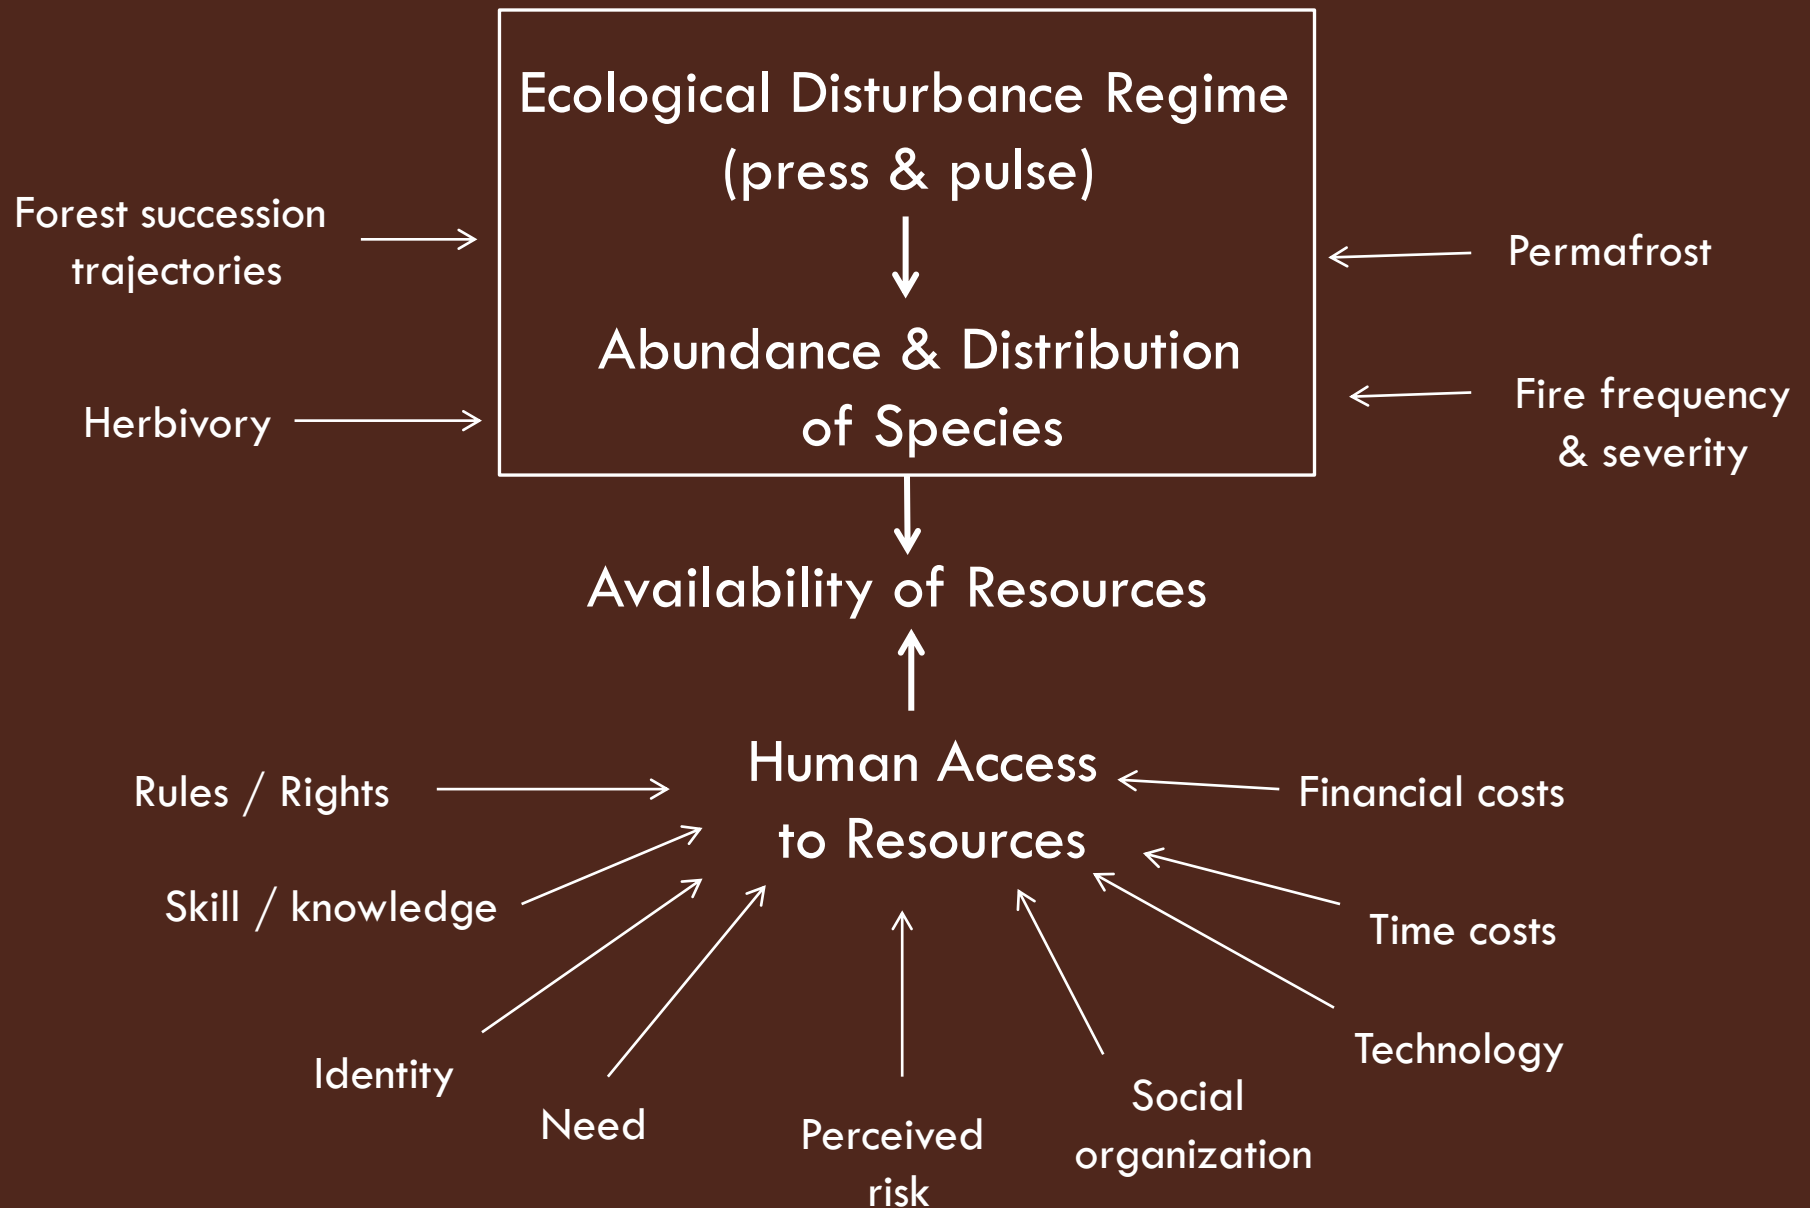 Ecological Disturbance Regime
(press & pulse)
Forest succession
trajectories
Permafrost
Abundance & Distribution
of Species
Herbivory
Fire frequency
& severity
Availability of Resources
Human Access
to Resources
Rules / Rights
Financial costs
Skill / knowledge
Time costs
Identity
Technology
Need
Perceived
risk
Social
organization